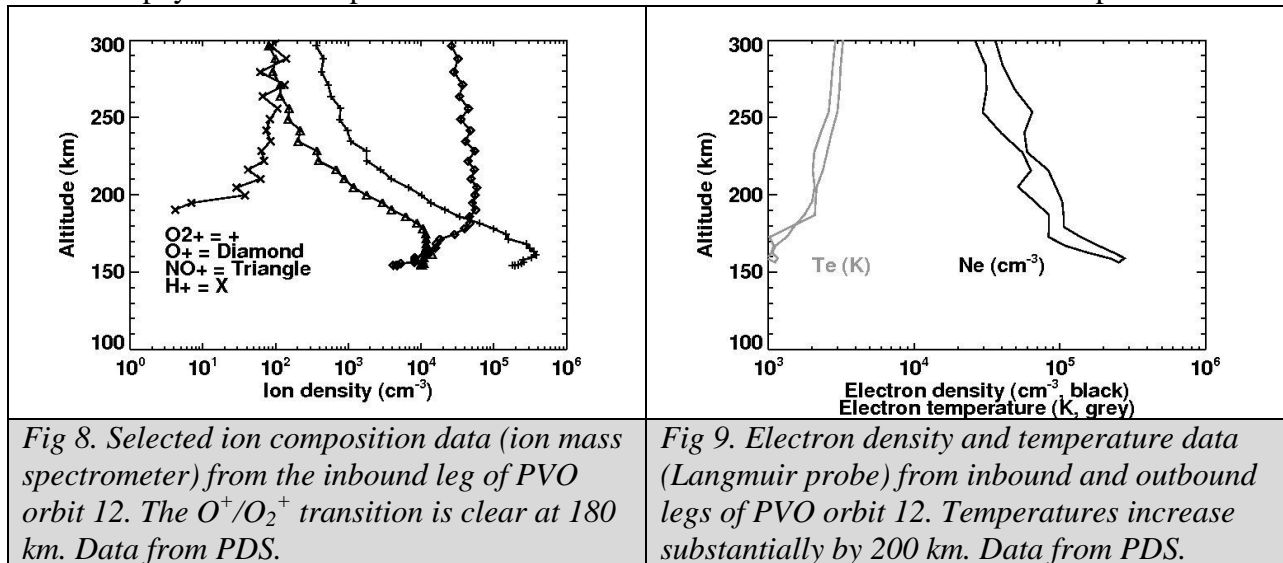 300
250
200
150
100
Altitude (km)
O2+ = +
O+ = Diamond
NO+ = Triangle
H+ = X
10⁰ 10¹ 10² 10³ 10⁴ 10⁵ 10⁶
Ion density (cm⁻³)
300
250
200
150
100
Altitude (km)
Te (K) Ne (cm⁻³)
10³ 10⁴ 10⁵ 10⁶
Electron density (cm⁻³, black)
Electron temperature (K, grey)
Fig 8. Selected ion composition data (ion mass
spectrometer) from the inbound leg of PVO
orbit 12. The O⁺/O₂⁺ transition is clear at 180
km. Data from PDS.
Fig 9. Electron density and temperature data
(Langmuir probe) from inbound and outbound
legs of PVO orbit 12. Temperatures increase
substantially by 200 km. Data from PDS.